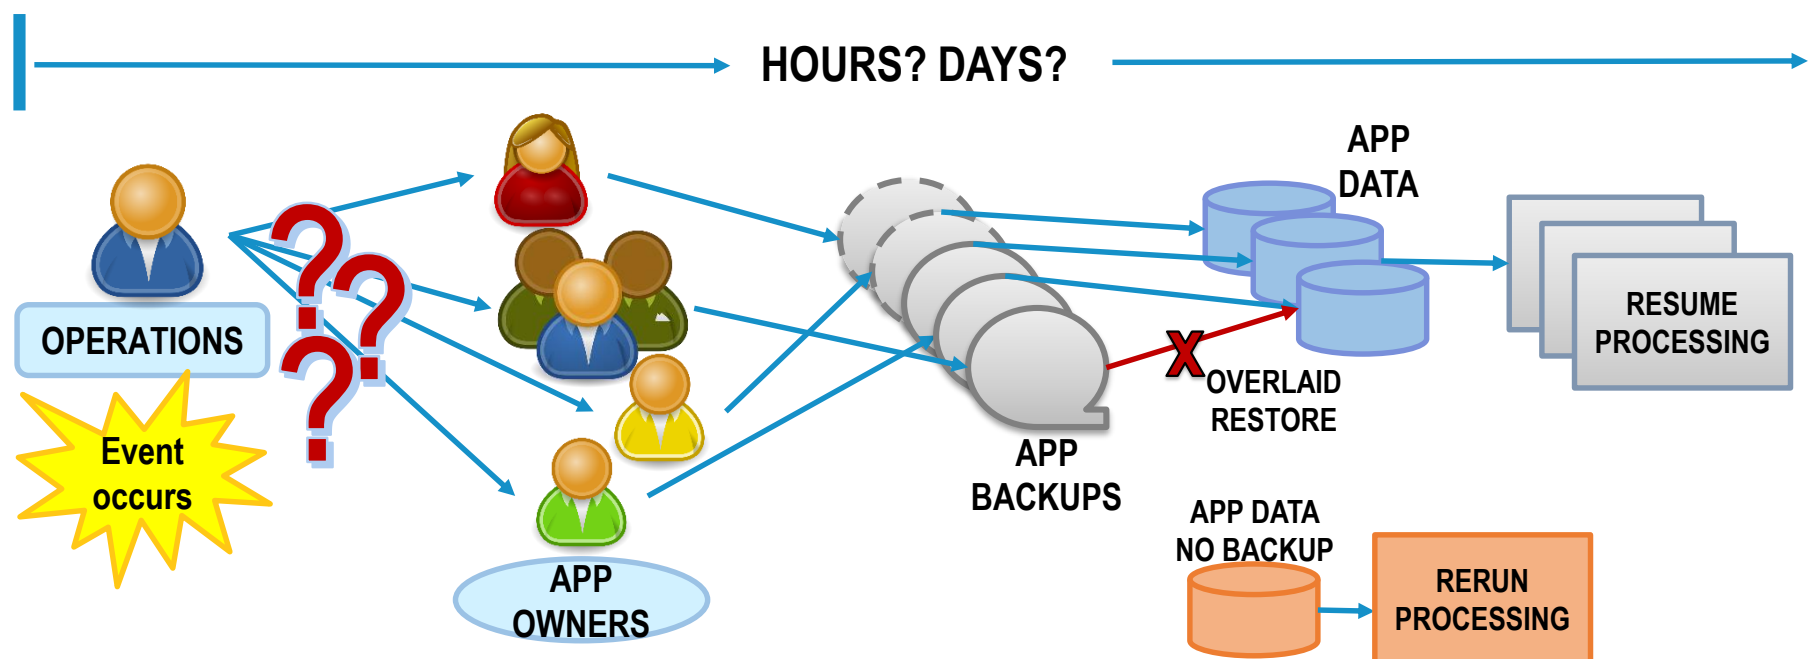 HOURS? DAYS?
OPERATIONS
?
?
?
Event
occurs
APP
OWNERS
APP
BACKUPS
APP
DATA
X
OVERLAID
RESTORE
RESUME
PROCESSING
APP DATA
NO BACKUP
RERUN
PROCESSING